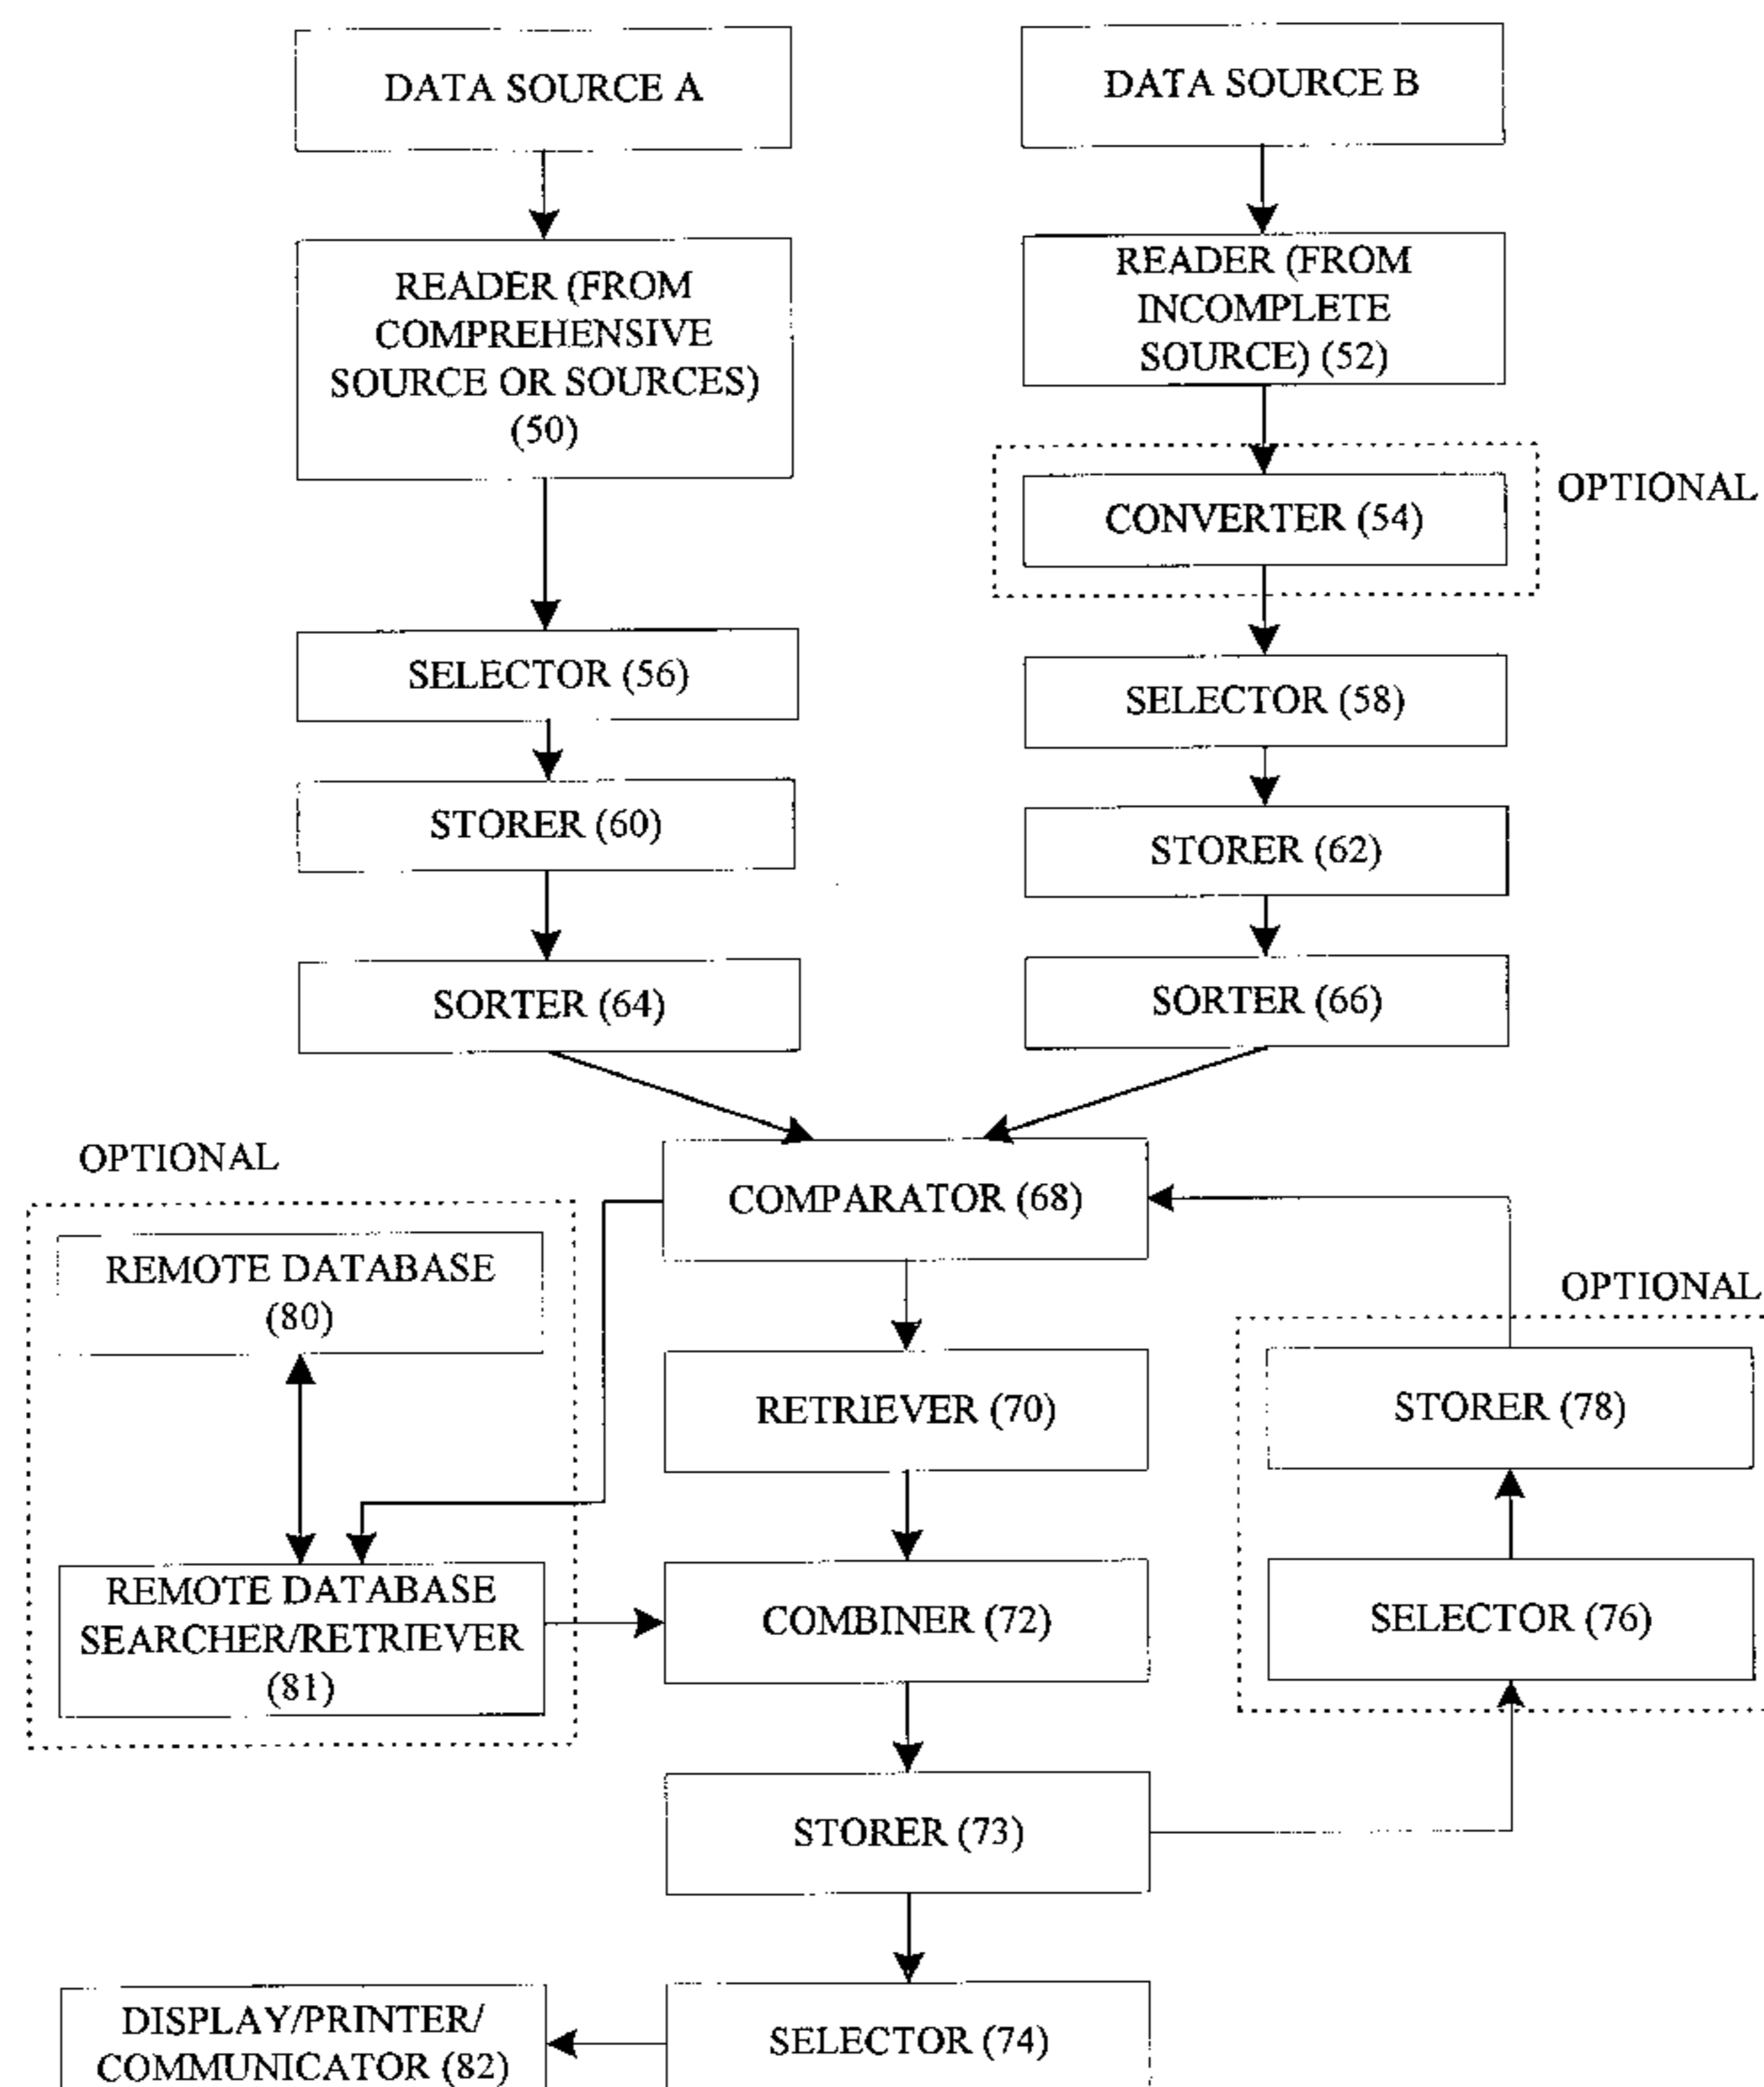 DATA SOURCE A
DATA SOURCE B
READER (FROM
COMPREHENSIVE
SOURCE OR SOURCES)
(50)
READER (FROM
INCOMPLETE
SOURCE) (52)
CONVERTER (54)
OPTIONAL
SELECTOR (56)
SELECTOR (58)
STORER (60)
STORER (62)
SORTER (64)
SORTER (66)
OPTIONAL
COMPARATOR (68)
REMOTE DATABASE
(80)
OPTIONAL
RETRIEVER (70)
STORER (78)
REMOTE DATABASE
SEARCHER/RETRIEVER
(81)
COMBINER (72)
SELECTOR (76)
STORER (73)
DISPLAY/PRINTER/
COMMUNICATOR (82)
SELECTOR (74)